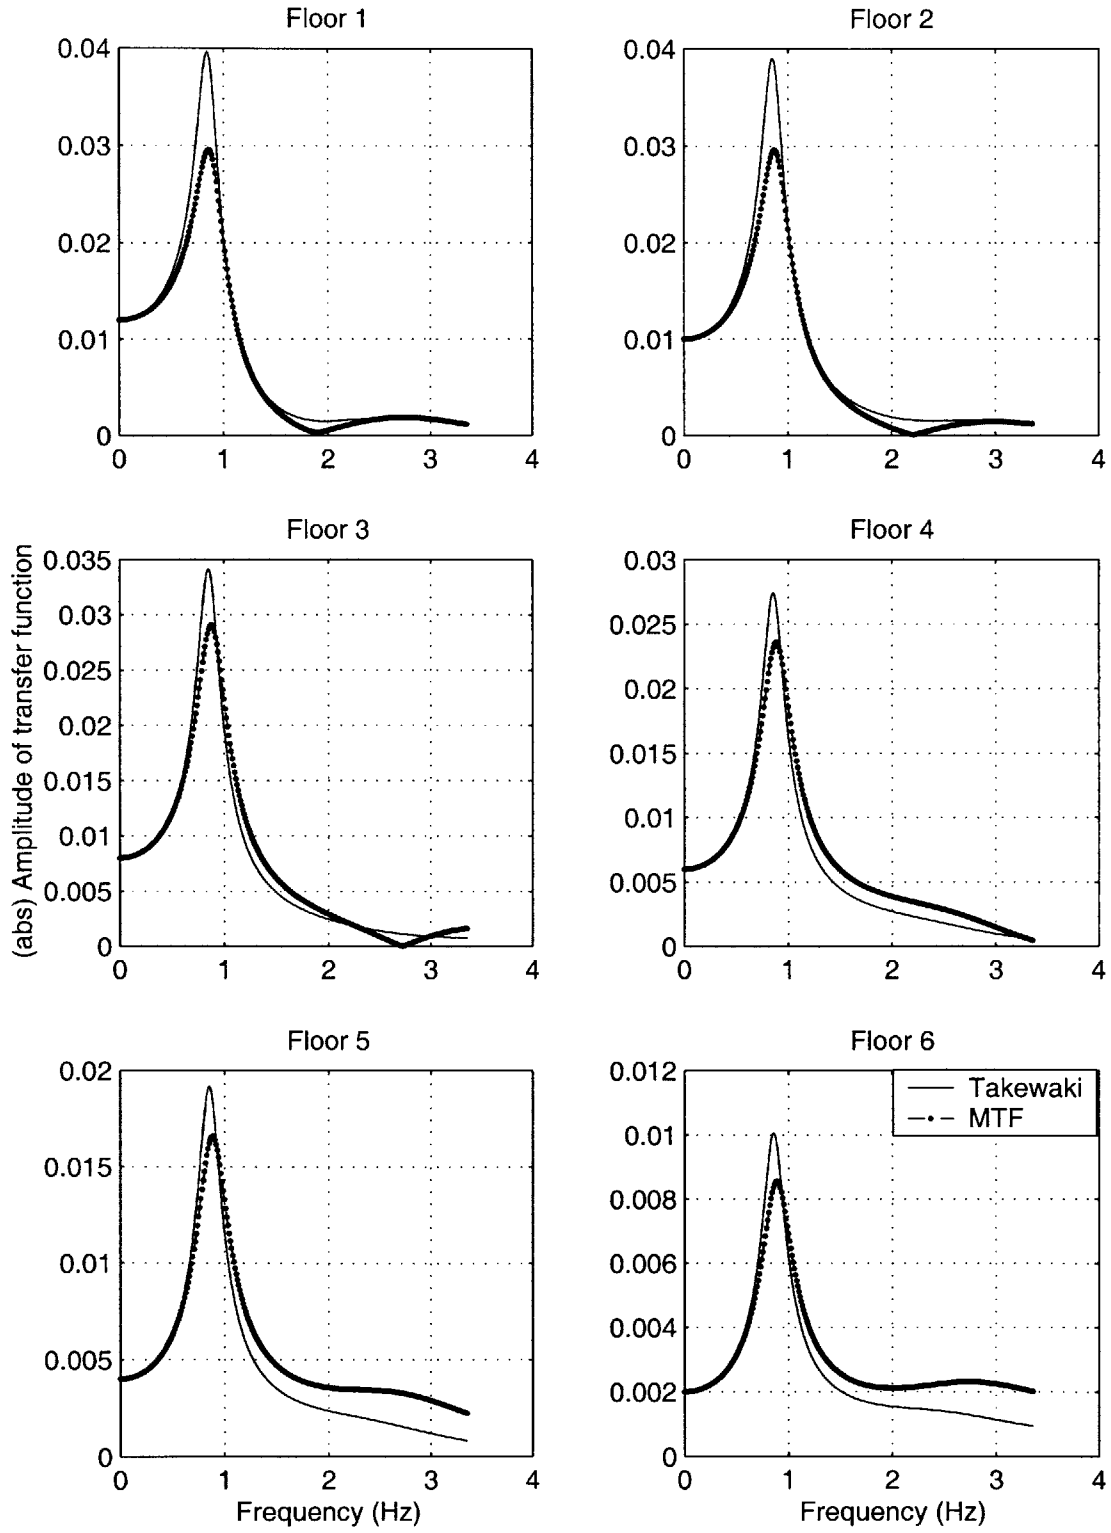 Floor 1
0.04
0.03
0.02
0.01
0
0 1 2 3 4
Floor 2
0.04
0.03
0.02
0.01
0
0 1 2 3 4
(abs) Amplitude of transfer function
Floor 3
0.035
0.03
0.025
0.02
0.015
0.01
0.005
0
0 1 2 3 4
Floor 4
0.03
0.025
0.02
0.015
0.01
0.005
0
0 1 2 3 4
Floor 5
0.02
0.015
0.01
0.005
0
0 1 2 3 4
Frequency (Hz)
Floor 6
0.012
0.01
0.008
0.006
0.004
0.002
0
0 1 2 3 4
Frequency (Hz)
Takewaki
MTF